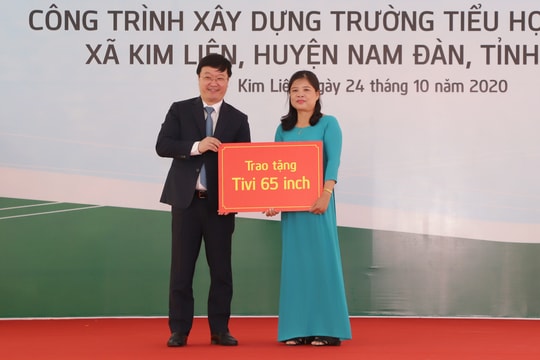 CÔNG TRÌNH XÂY DỰNG TRƯỜNG TIỂU HỌ
XÃ KIM LIÊN, HUYỆN NAM ĐÀN, TỈNH
Kim Liê ngày 24 tháng 10 năm 2020
Trao tặng
Tivi 65 inch